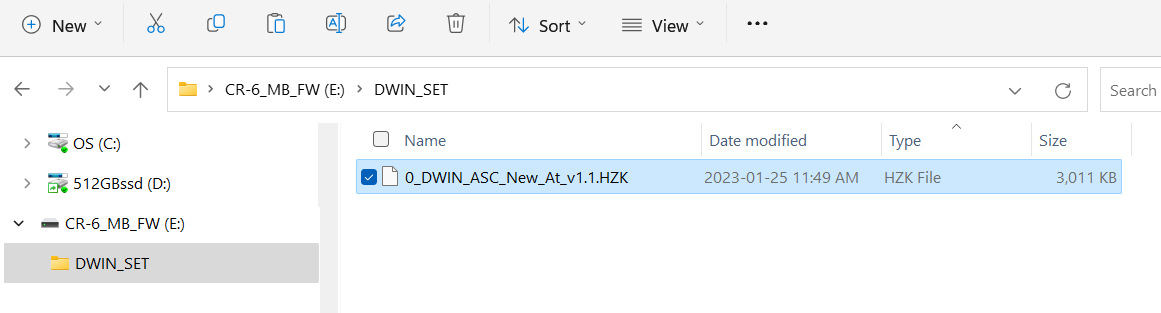 New Sort View •••
CR-6_MB_FW (E:) DWIN_SET Search
OS (C:)
512GBssd (D:)
CR-6_MB_FW (E:)
DWIN_SET
Name Date modified Type Size
0_DWIN_ASC_New_At_v1.1.HZK 2023-01-25 11:49 AM HZK File 3,011 KB